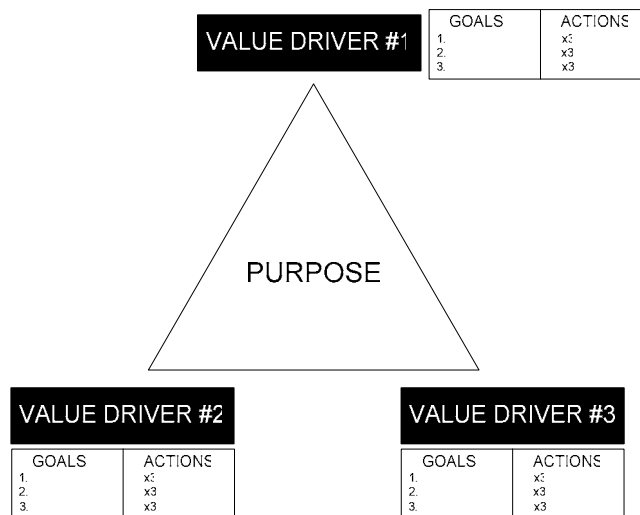 VALUE DRIVER #1
GOALS ACTIONS
1. x3
2. x3
3. x3
PURPOSE
VALUE DRIVER #2
GOALS ACTIONS
1. x3
2. x3
3. x3
VALUE DRIVER #3
GOALS ACTIONS
1. x3
2. x3
3. x3